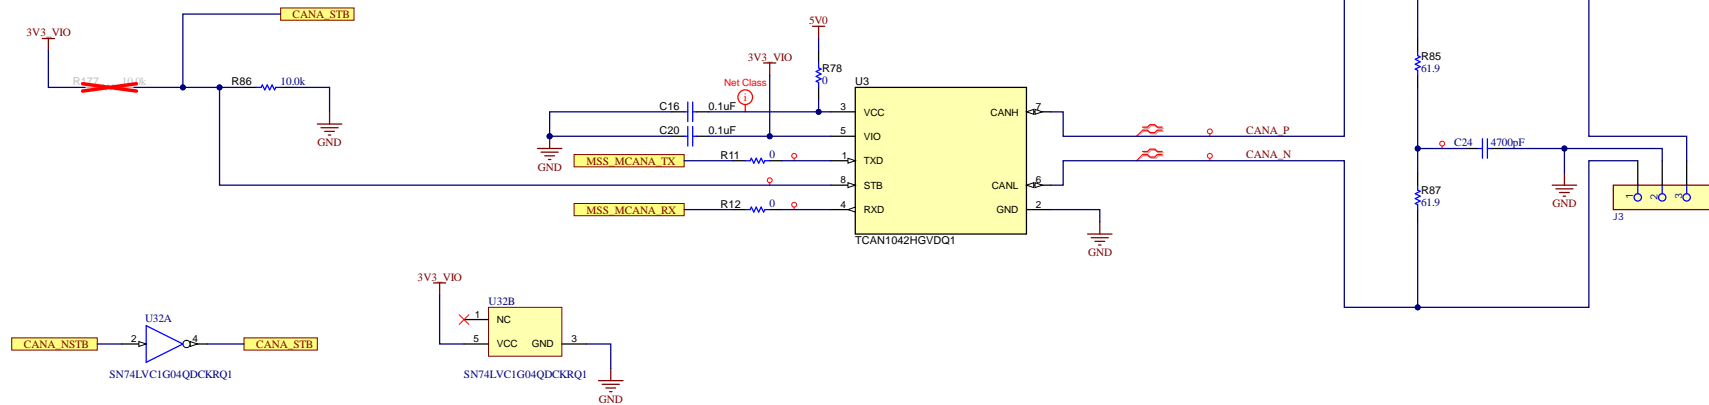 CANA_STB
3V3_VIO
R177 10.0k
R86 10.0k
GND
5V0
3V3_VIO
R78
0
Net Class
i
U3
C16 0.1uF
3 VCC
CANH 7
C20 0.1uF
5 VIO
GND
MSS_MCANA_TX
R11 0
1 TXD
8 STB
CANL 6
MSS_MCANA_RX
R12 0
4 RXD
GND 2
TCAN1042HGVDQ1
GND
CANA_P
CANA_N
R85
61.9
C24 4700pF
R87
61.9
GND
1 2 3
J3
3V3_VIO
U32B
1 NC
5 VCC GND 3
SN74LVC1G04QDCKRQ1
GND
U32A
CANA_NSTB
2 4
CANA_STB
SN74LVC1G04QDCKRQ1